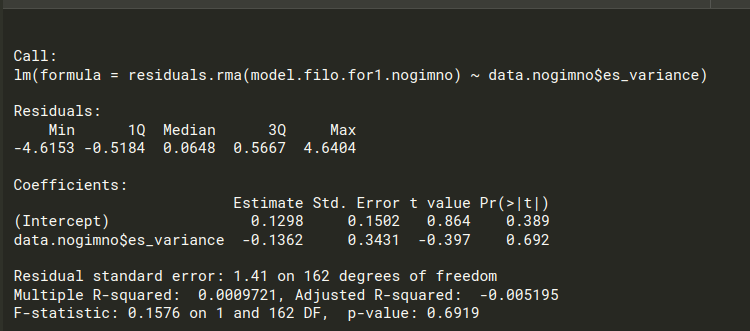 Call:
lm(formula = residuals.rma(model.filo.for1.nogimno) ~ data.nogimno$es_variance)
Residuals:
    Min      1Q  Median      3Q     Max
-4.6153 -0.5184  0.0648  0.5667  4.6404
Coefficients:
                         Estimate Std. Error t value Pr(>|t|)
(Intercept)                0.1298     0.1502   0.864    0.389
data.nogimno$es_variance  -0.1362     0.3431  -0.397    0.692
Residual standard error: 1.41 on 162 degrees of freedom
Multiple R-squared:  0.0009721, Adjusted R-squared:  -0.005195
F-statistic: 0.1576 on 1 and 162 DF,  p-value: 0.6919